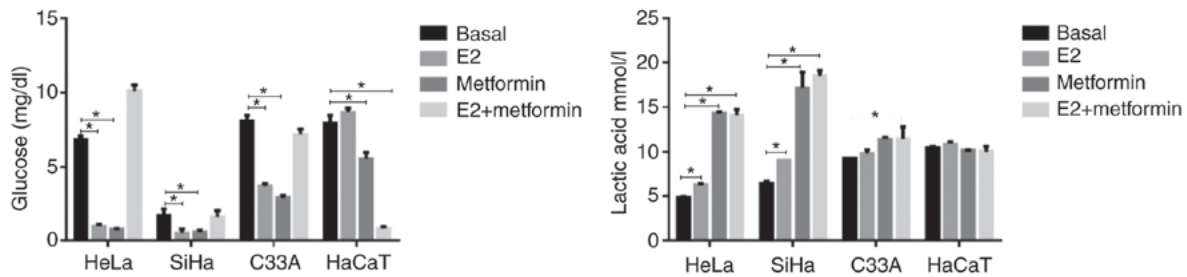 15
10
5
0
Glucose (mg/dl)
*
*
*
*
*
*
*
*
HeLa
SiHa
C33A
HaCaT
Basal
E2
Metformin
E2+metformin
25
20
15
10
5
0
Lactic acid mmol/l
*
*
*
*
*
*
*
HeLa
SiHa
C33A
HaCaT
Basal
E2
Metformin
E2+metformin